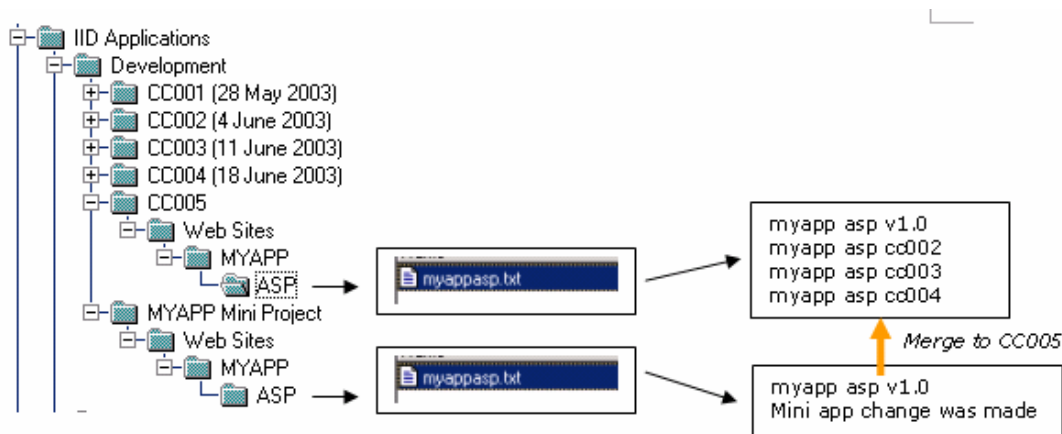 IID Applications
Development
CC001 (28 May 2003)
CC002 (4 June 2003)
CC003 (11 June 2003)
CC004 (18 June 2003)
CC005
Web Sites
MYAPP
ASP
myappasp.txt
myapp asp v1.0
myapp asp cc002
myapp asp cc003
myapp asp cc004
Merge to CC005
MYAPP Mini Project
Web Sites
MYAPP
ASP
myappasp.txt
myapp asp v1.0
Mini app change was made